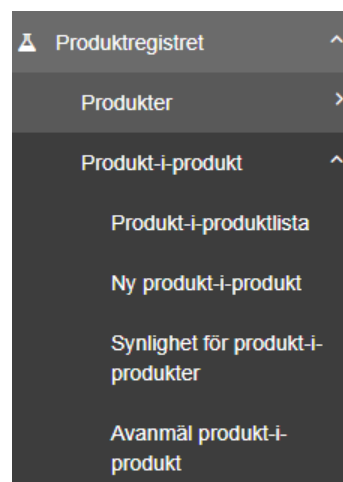 Produktregistret
Produkter
Produkt-i-produkt
Produkt-i-produktlista
Ny produkt-i-produkt
Synlighet för produkt-i-
produkter
Avanmäl produkt-i-
produkt